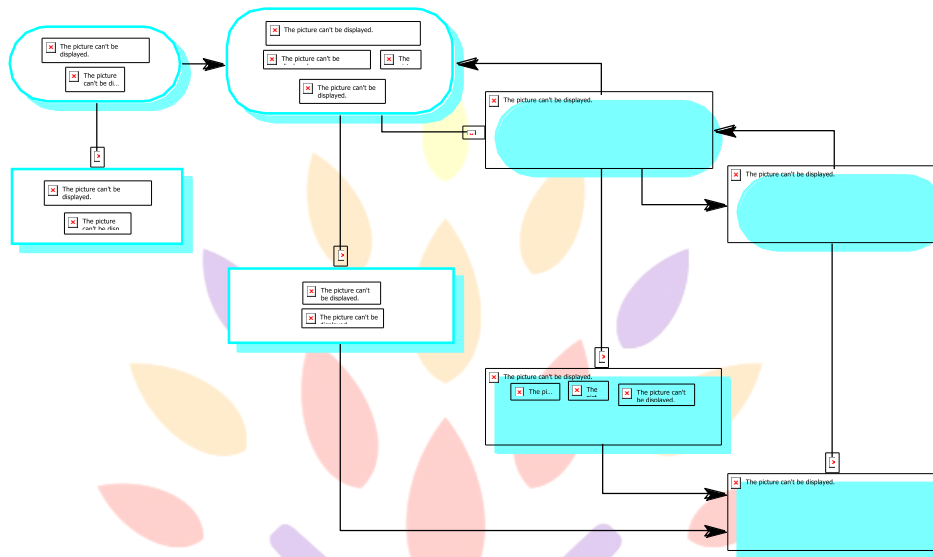 The picture can't be
displayed.
The picture
can't be di...
The picture can't be displayed.
The picture can't be
The
The picture can't be
displayed.
The picture can't be displayed.
The picture can't be displayed.
The picture can't be
displayed.
The picture
can't be disp
The picture can't
be displayed.
The picture can't be
The picture can't be displayed.
The pi...
The
The picture can't
be displayed.
The picture can't be displayed.